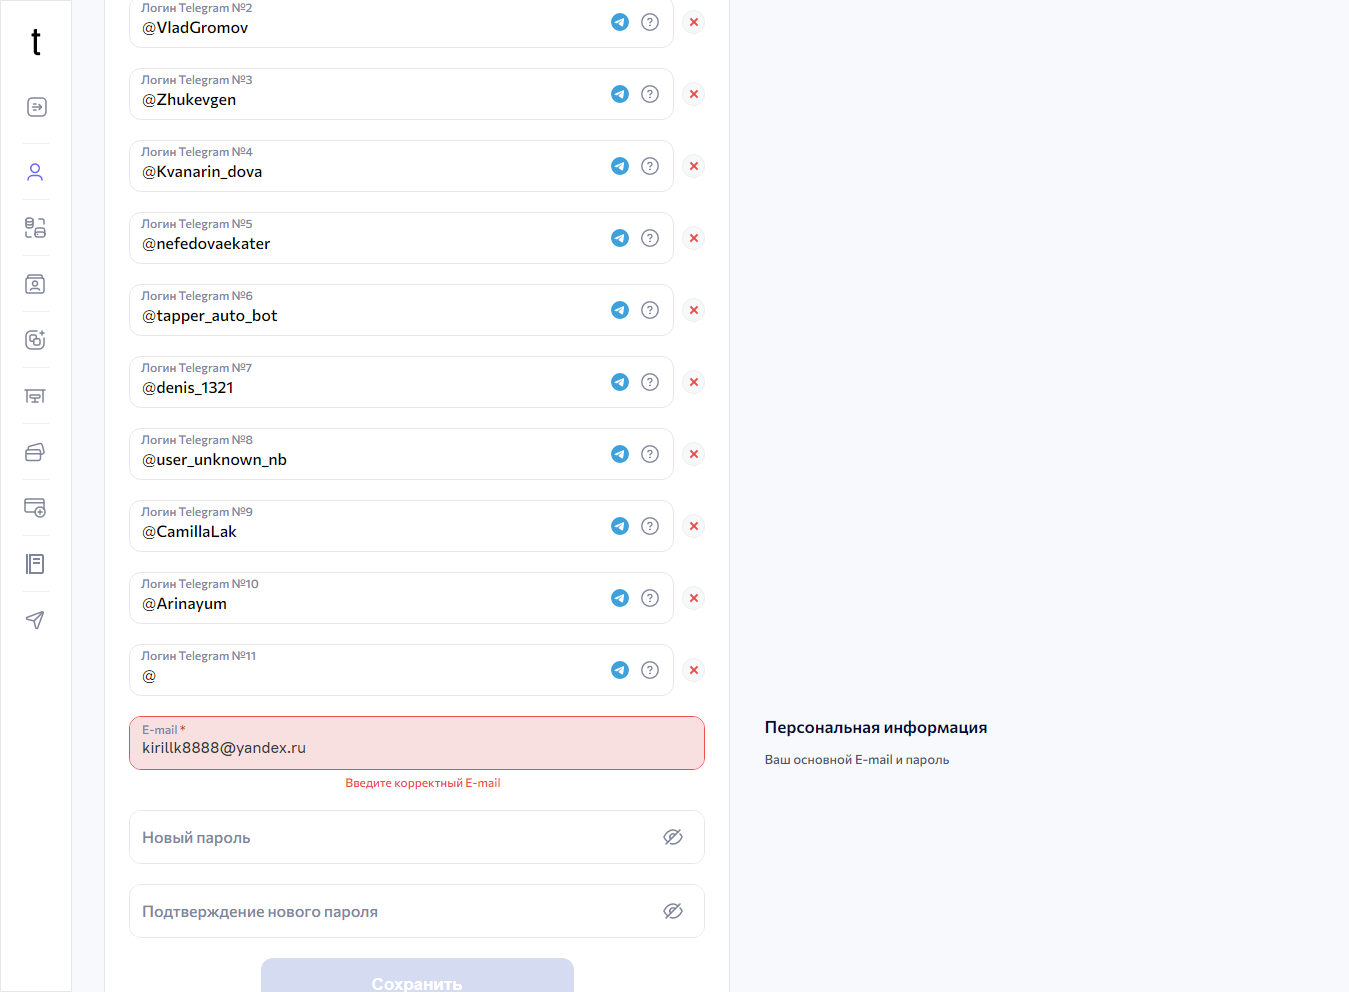 t
Логин Telegram №2
@VladGromov
Логин Telegram №3
@Zhukevgen
Логин Telegram №4
@Kvanarin_dova
Логин Telegram №5
@nefedovaekater
Логин Telegram №6
@tapper_auto_bot
Логин Telegram №7
@denis_1321
Логин Telegram №8
@user_unknown_nb
Логин Telegram №9
@CamillaLak
Логин Telegram №10
@Arinayum
Логин Telegram №11
@
E-mail *
kirillk8888@yandex.ru
Введите корректный E-mail
Персональная информация
Ваш основной E-mail и пароль
Новый пароль
Подтверждение нового пароля
Сохранить